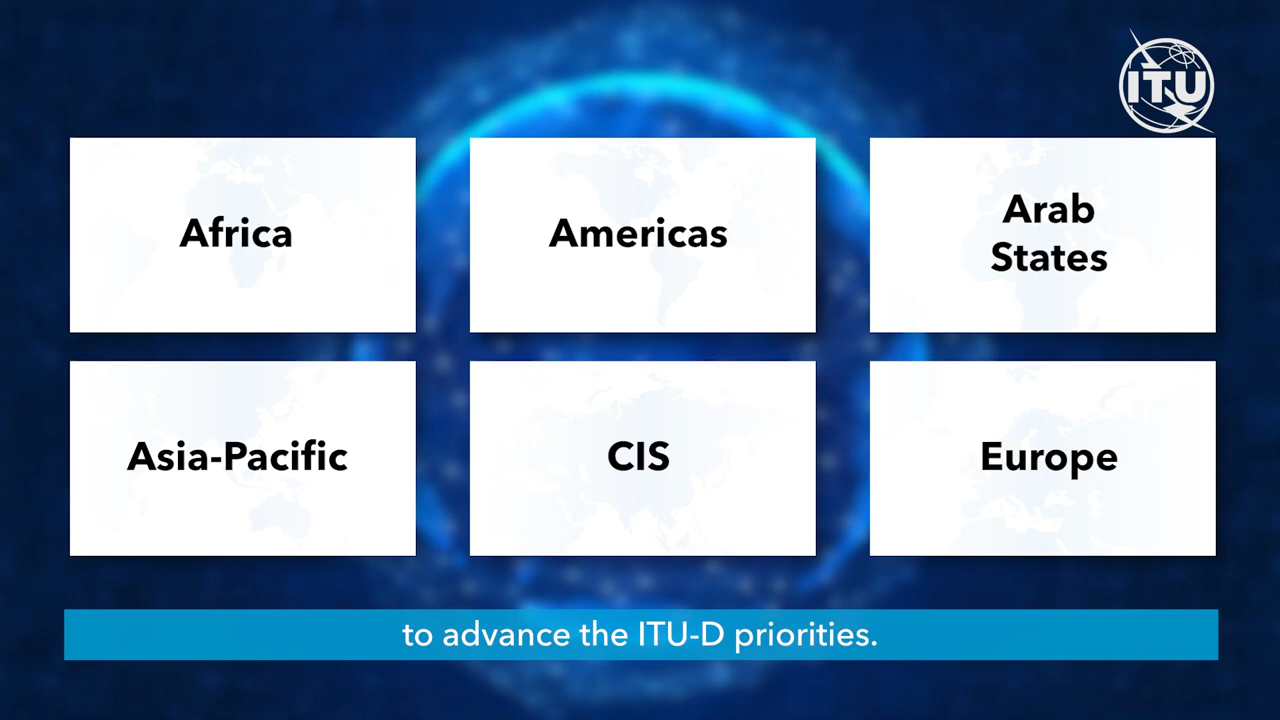 ITU
Africa
Americas
Arab
States
Asia-Pacific
CIS
Europe
to advance the ITU-D priorities.